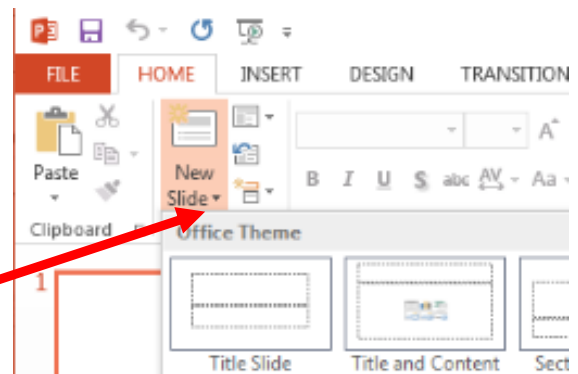 FILE HOME INSERT DESIGN TRANSITION
Paste
New
Slide
B I U S abc AV Aa A
Clipboard
Office Theme
1
Title Slide Title and Content Sect